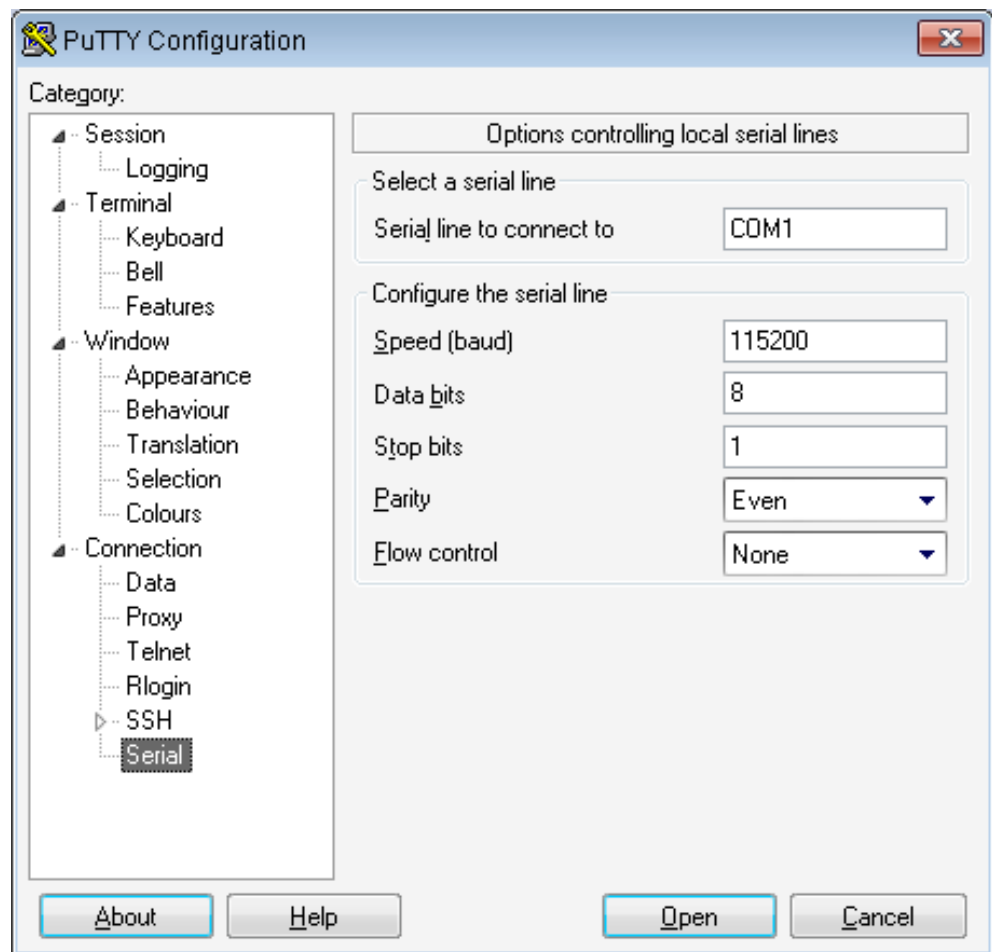 PuTTY Configuration
Category:
Session
Logging
Terminal
Keyboard
Bell
Features
Window
Appearance
Behaviour
Translation
Selection
Colours
Connection
Data
Proxy
Telnet
Rlogin
SSH
Serial
Options controlling local serial lines
Select a serial line
Serial line to connect to COM1
Configure the serial line
Speed (baud) 115200
Data bits 8
Stop bits 1
Parity Even
Flow control None
About Help Open Cancel